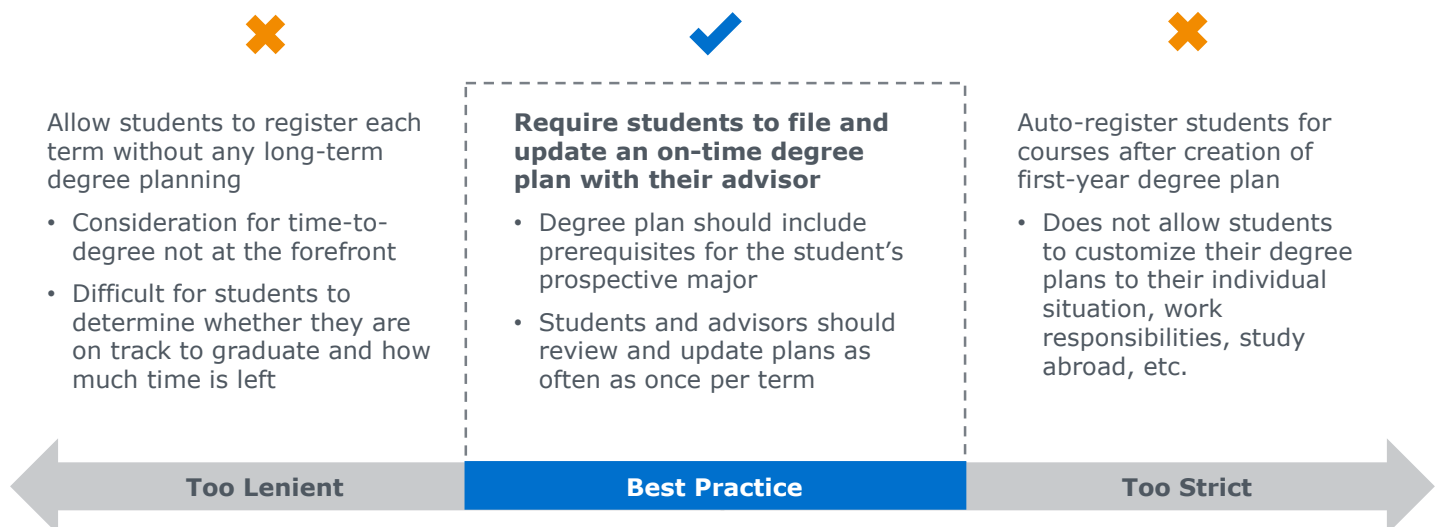 Allow students to register each
term without any long-term
degree planning
• Consideration for time-to-
degree not at the forefront
• Difficult for students to
determine whether they are
on track to graduate and how
much time is left
Require students to file and
update an on-time degree
plan with their advisor
• Degree plan should include
prerequisites for the student’s
prospective major
• Students and advisors should
review and update plans as
often as once per term
Auto-register students for
courses after creation of
first-year degree plan
• Does not allow students
to customize their degree
plans to their individual
situation, work
responsibilities, study
abroad, etc.
Too Lenient
Best Practice
Too Strict